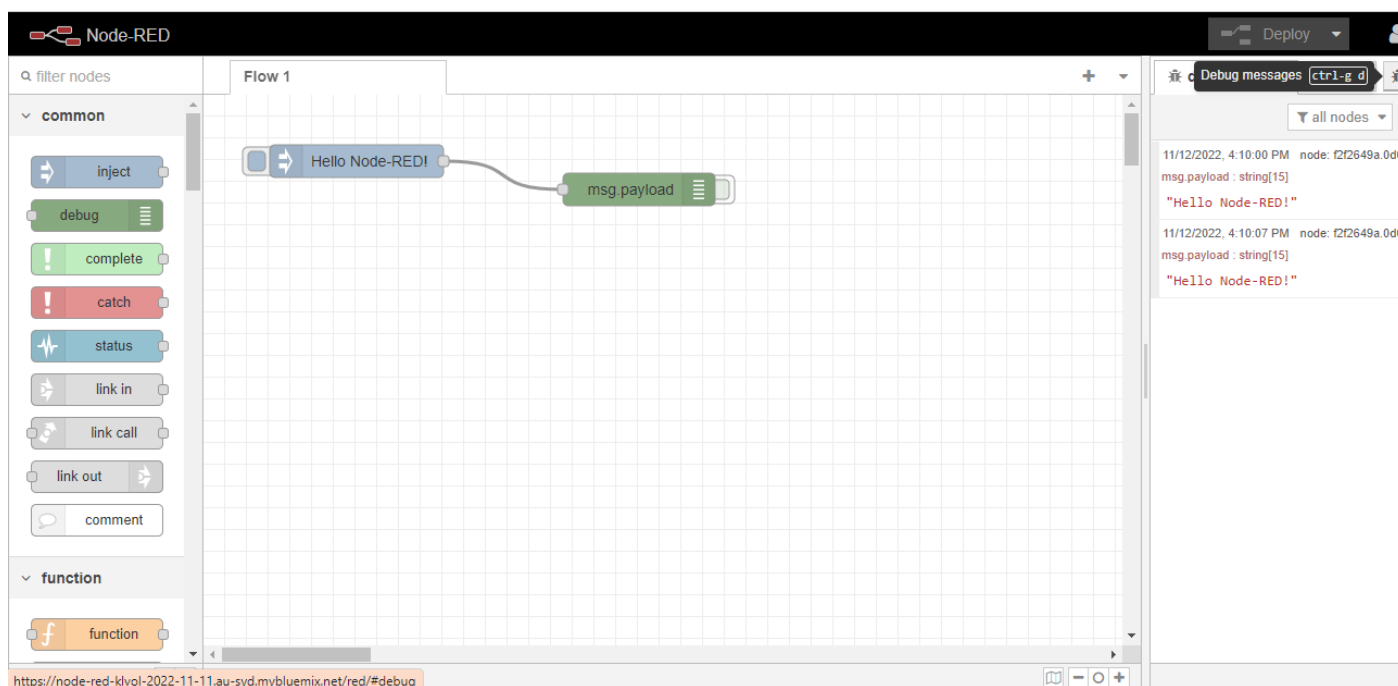 Node-RED
Deploy
filter nodes
Flow 1
Debug messages ctrl-g d
common
all nodes
inject
debug
complete
catch
status
link in
link call
link out
comment
function
function
Hello Node-RED!
msg.payload
11/12/2022, 4:10:00 PM node: f2f2649a.0d
msg.payload : string[15]
"Hello Node-RED!"
11/12/2022, 4:10:07 PM node: f2f2649a.0d
msg.payload : string[15]
"Hello Node-RED!"
https://node-red-klvol-2022-11-11.au-syd.mybluemix.net/red/#debug